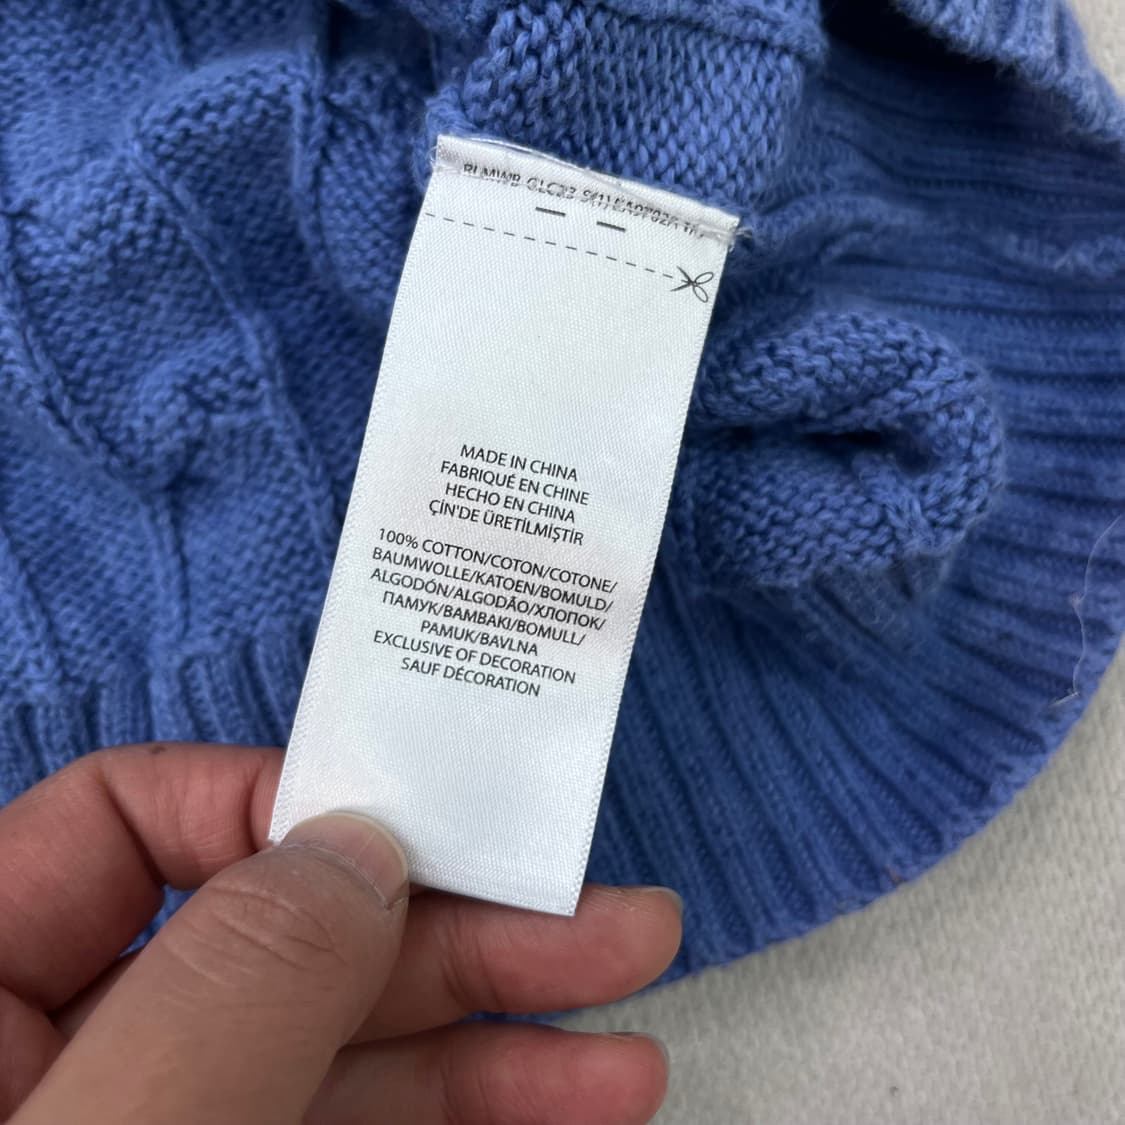 MADE IN CHINA
FABRIQUÉ EN CHINE
HECHO EN CHINA
ÇİN'DE ÜRETİLMİŞTİR
100% COTTON/COTON/COTONE/
BAUMWOLLE/KATOEN/BOMULD/
ALGODÓN/ALGODÃO/ХЛОПОК/
ПАМУК/BAMBAKI/BOMULL/
PAMUK/BAVLNA
EXCLUSIVE OF DECORATION
SAUF DÉCORATION